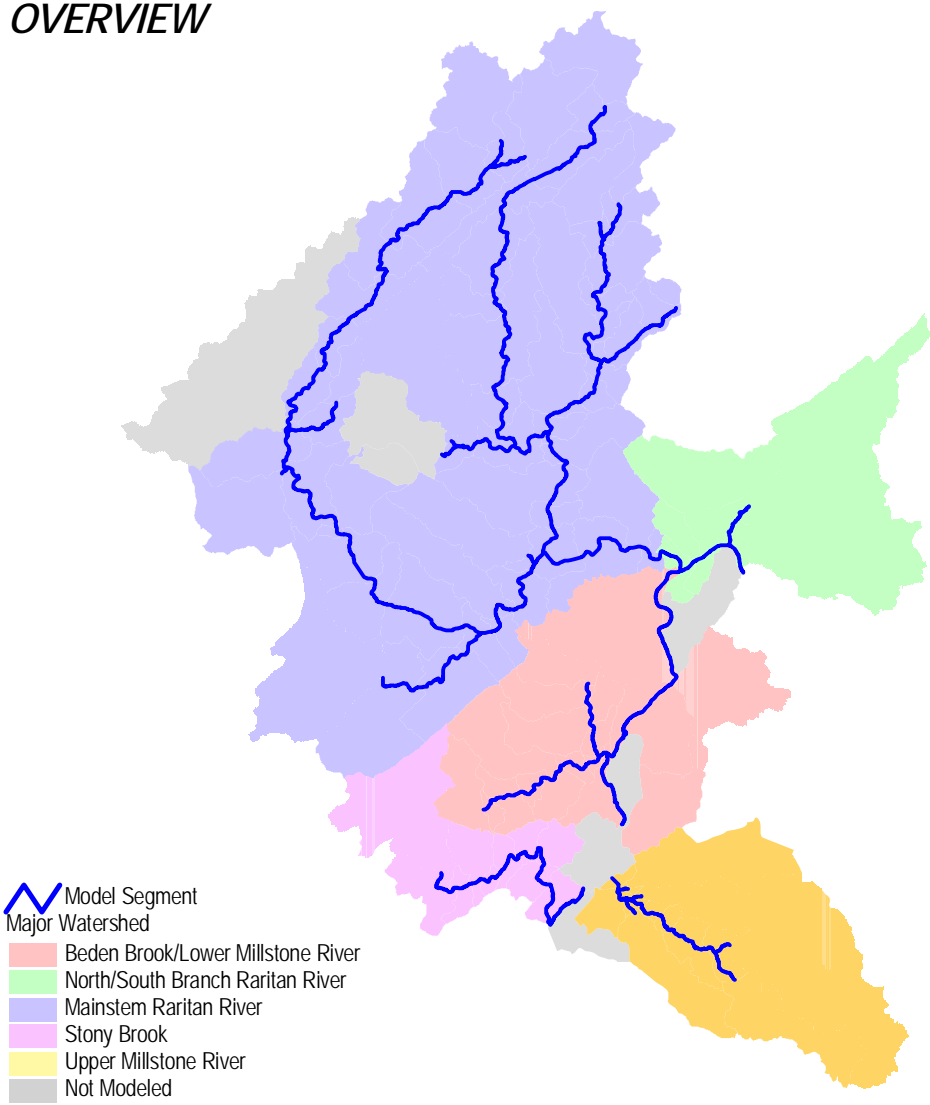 OVERVIEW
Model Segment
Major Watershed
Beden Brook/Lower Millstone River
North/South Branch Raritan River
Mainstem Raritan River
Stony Brook
Upper Millstone River
Not Modeled